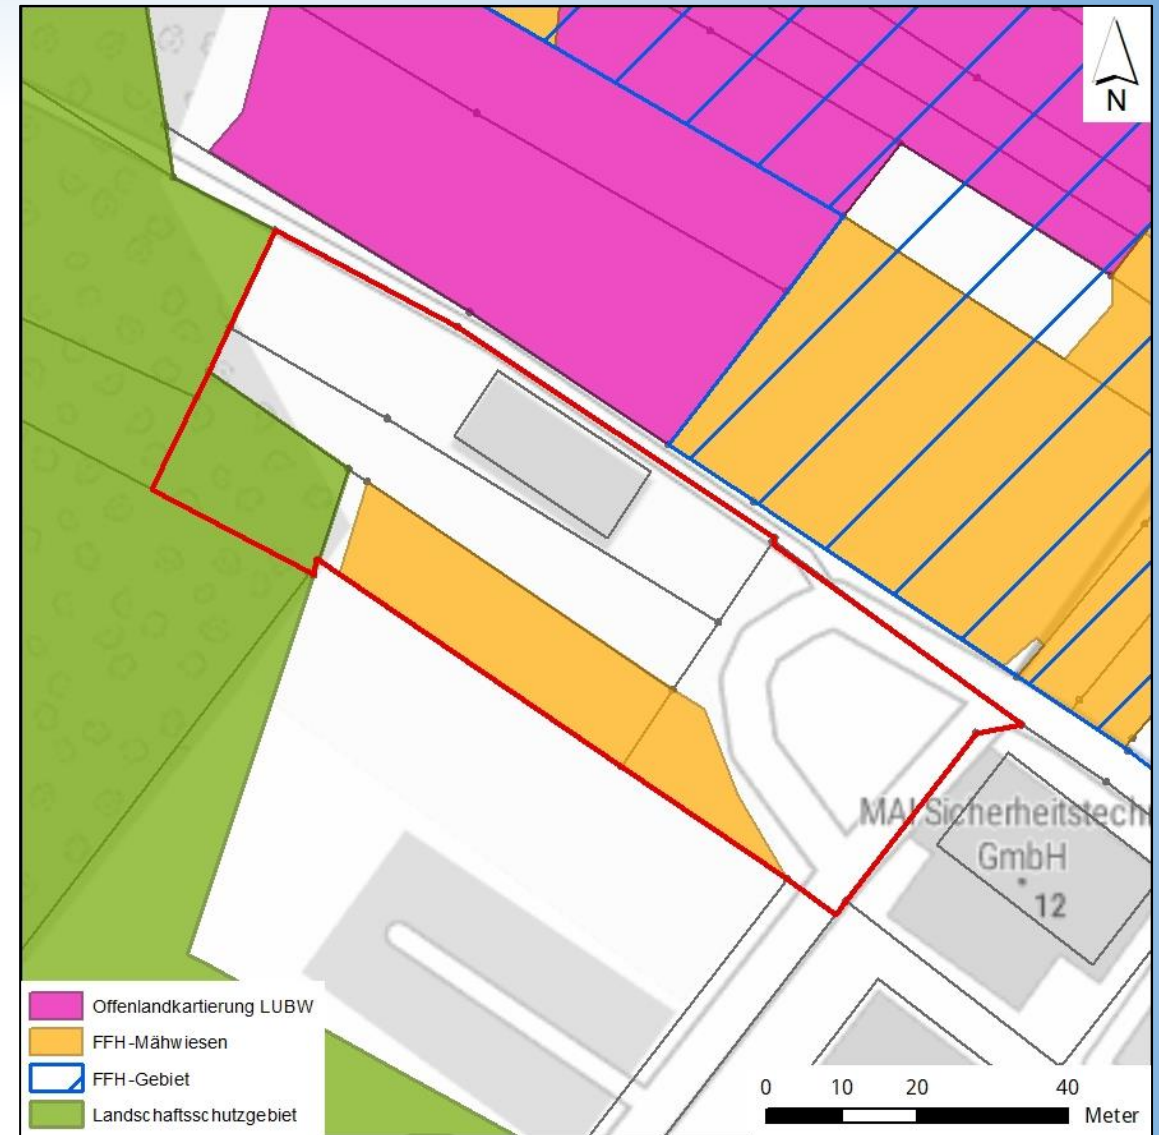 N
MAI Sicherheitstech
GmbH
12
Offenlandkartierung LUBW
FFH-Mähwiesen
FFH-Gebiet
Landschaftsschutzgebiet
0 10 20 40
Meter